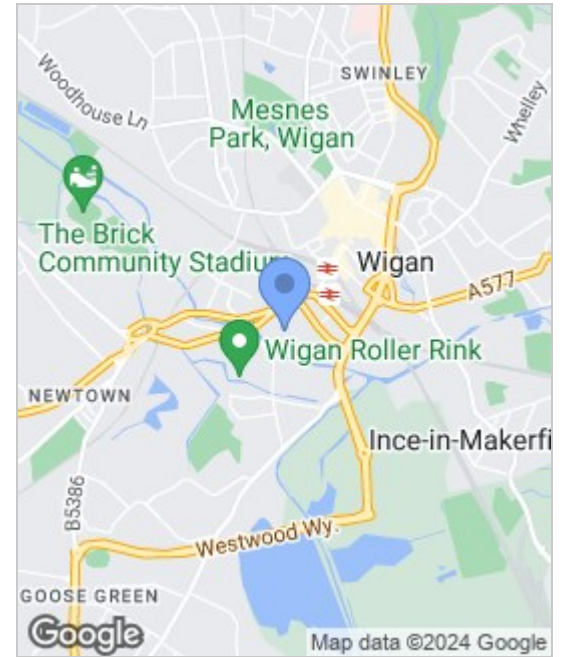 SWINLEY
Woodhouse Ln
Whelley
Mesnes
Park, Wigan
The Brick
Community Stadium
Wigan
A577
Wigan Roller Rink
NEWTOWN
Ince-in-Makerfi
B5386
Westwood Wy.
GOOSE GREEN
Google
Map data ©2024 Google